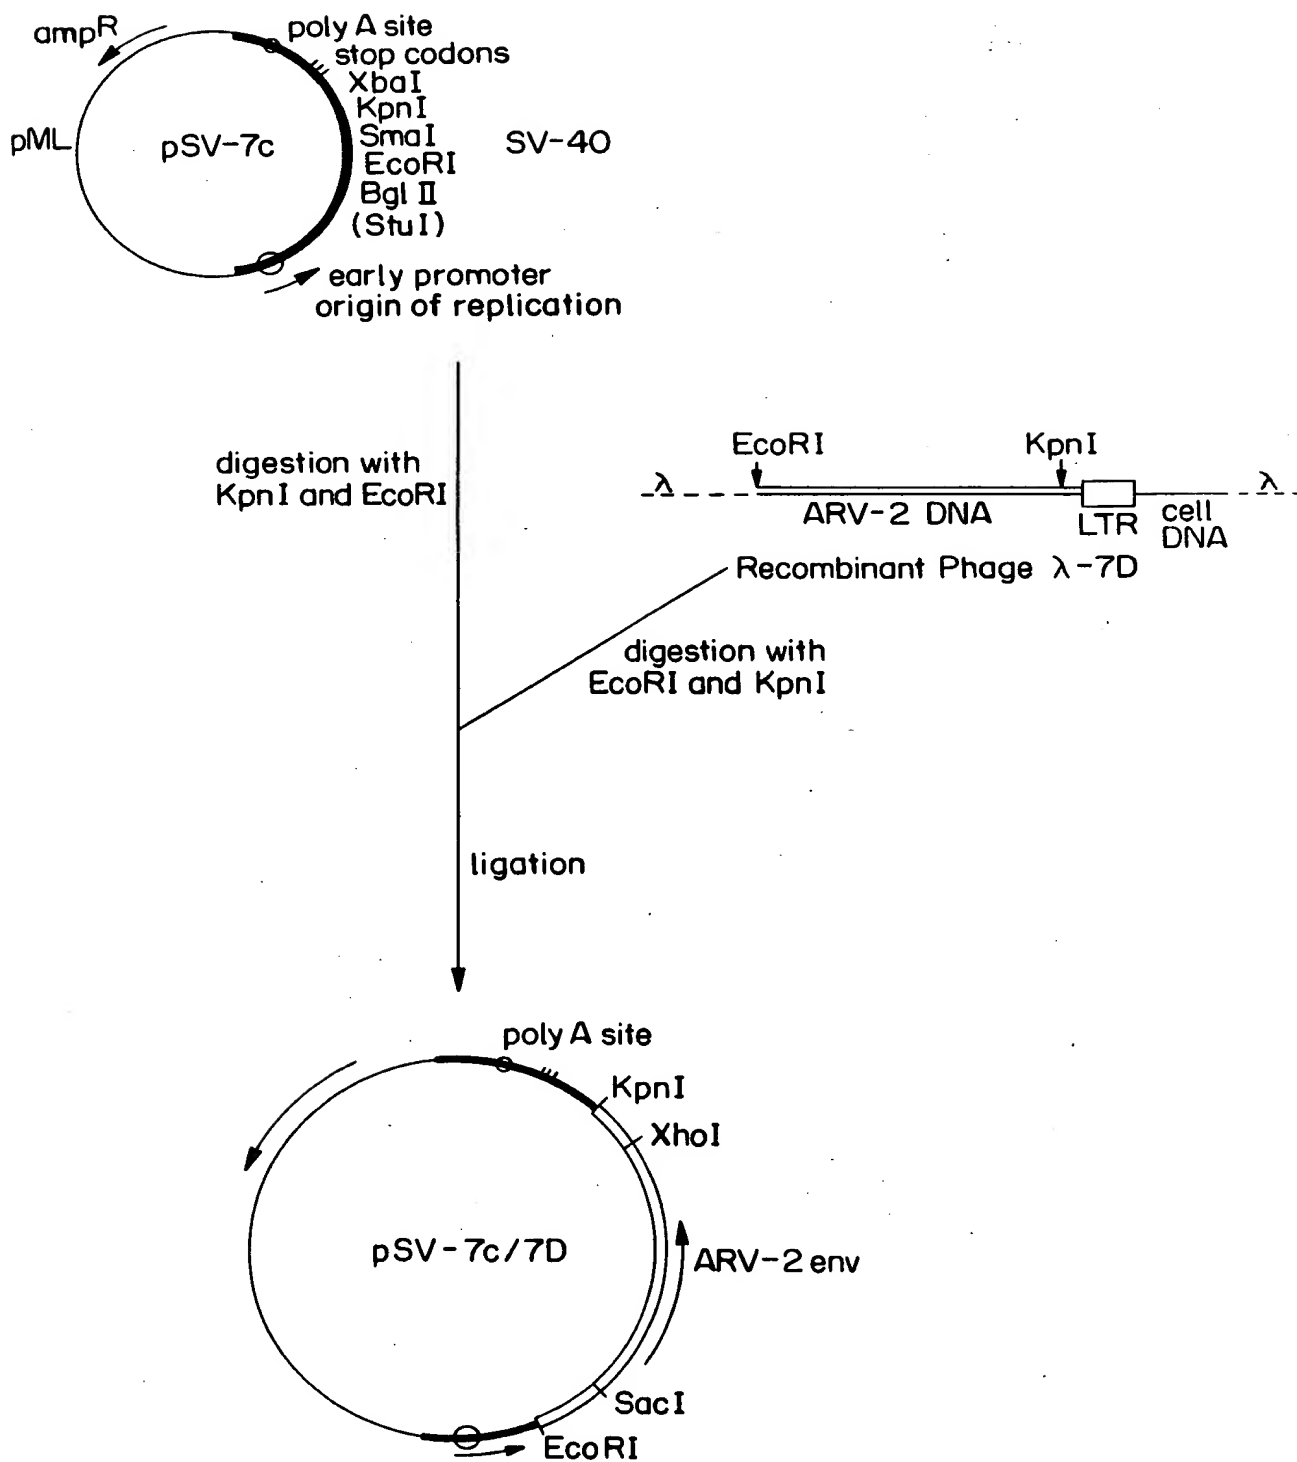 ampR
poly A site
stop codons
XbaI
KpnI
pML
pSV-7c
SmaI
SV-40
EcoRI
Bgl II
(StuI)
early promoter
origin of replication
digestion with
KpnI and EcoRI
EcoRI
KpnI
λ
λ
ARV-2 DNA
LTR
cell
DNA
Recombinant Phage λ-7D
digestion with
EcoRI and KpnI
ligation
poly A site
KpnI
XhoI
pSV-7c/7D
ARV-2 env
SacI
EcoRI